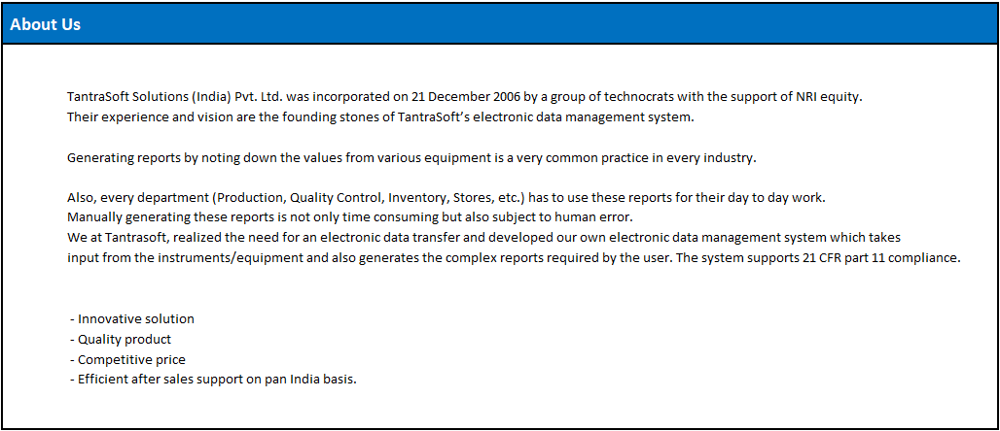 About Us
TantraSoft Solutions (India) Pvt. Ltd. was incorporated on 21 December 2006 by a group of technocrats with the support of NRI equity.
Their experience and vision are the founding stones of TantraSoft’s electronic data management system.
Generating reports by noting down the values from various equipment is a very common practice in every industry.
Also, every department (Production, Quality Control, Inventory, Stores, etc.) has to use these reports for their day to day work.
Manually generating these reports is not only time consuming but also subject to human error.
We at Tantrasoft, realized the need for an electronic data transfer and developed our own electronic data management system which takes
input from the instruments/equipment and also generates the complex reports required by the user. The system supports 21 CFR part 11 compliance.
- Innovative solution
- Quality product
- Competitive price
- Efficient after sales support on pan India basis.